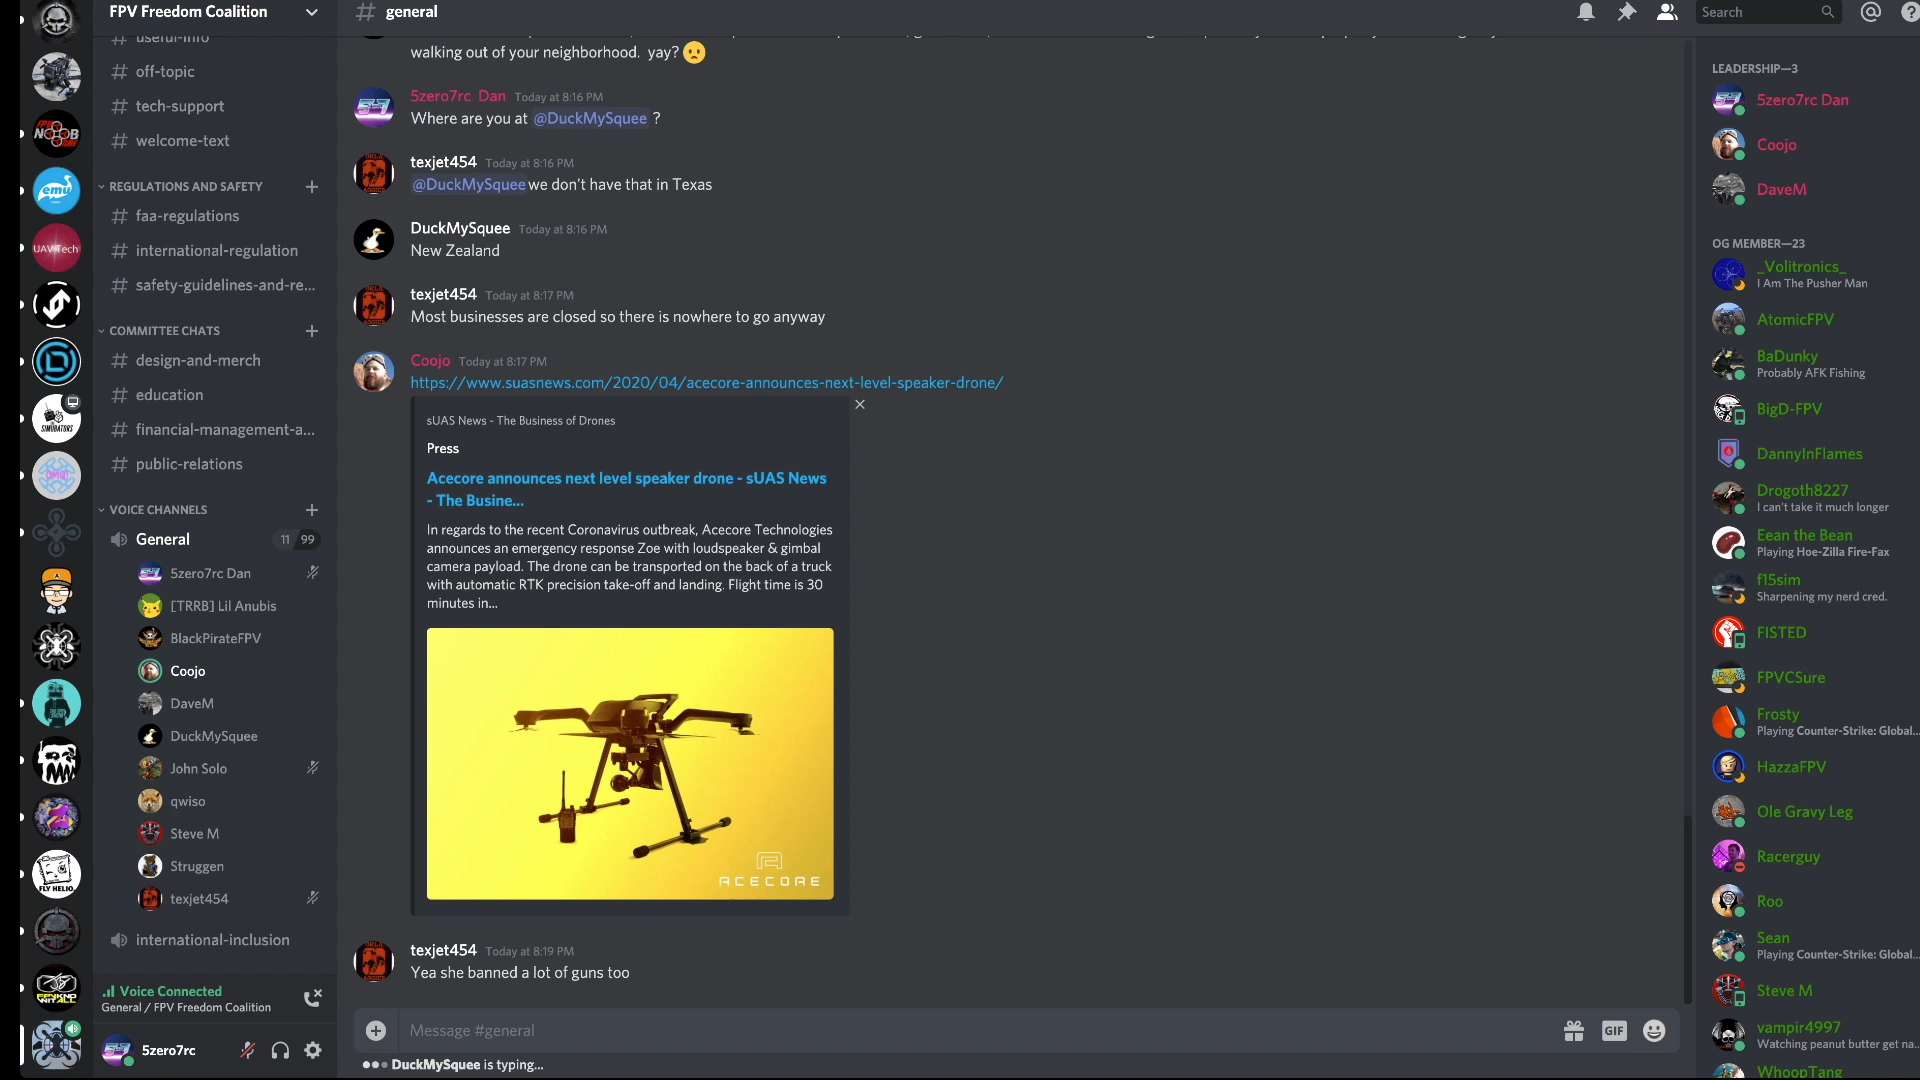 FPV Freedom Coalition
useful-info
off-topic
tech-support
welcome-text
REGULATIONS AND SAFETY
faa-regulations
international-regulation
safety-guidelines-and-re...
COMMITTEE CHATS
design-and-merch
education
financial-management-a...
public-relations
VOICE CHANNELS
General 11 99
5zero7rc Dan
[TRRB] Lil Anubis
BlackPirateFPV
Coojo
DaveM
DuckMySquee
John Solo
qwiso
Steve M
Struggen
texjet454
international-inclusion
Voice Connected
General / FPV Freedom Coalition
5zero7rc
emu
UAV Tech
FLY HELIO
# general
Search
walking out of your neighborhood. yay?
5zero7rc Dan Today at 8:16 PM
Where are you at @DuckMySquee ?
texjet454 Today at 8:16 PM
@DuckMySquee we don't have that in Texas
DuckMySquee Today at 8:16 PM
New Zealand
texjet454 Today at 8:17 PM
Most businesses are closed so there is nowhere to go anyway
Coojo Today at 8:17 PM
https://www.suasnews.com/2020/04/acecore-announces-next-level-speaker-drone/
sUAS News - The Business of Drones
Press
Acecore announces next level speaker drone - sUAS News
- The Busine...
In regards to the recent Coronavirus outbreak, Acecore Technologies
announces an emergency response Zoe with loudspeaker & gimbal
camera payload. The drone can be transported on the back of a truck
with automatic RTK precision take-off and landing. Flight time is 30
minutes in...
ACECORE
texjet454 Today at 8:19 PM
Yea she banned a lot of guns too
Message #general
GIF
DuckMySquee is typing...
LEADERSHIP—3
5zero7rc Dan
Coojo
DaveM
OG MEMBER—23
_Volitronics_
I Am The Pusher Man
AtomicFPV
BaDunky
Probably AFK Fishing
BigD-FPV
DannyInFlames
Drogoth8227
I can't take it much longer
Eean the Bean
Playing Hoe-Zilla Fire-Fax
f15sim
Sharpening my nerd cred.
FISTED
FPVCSure
Frosty
Playing Counter-Strike: Global...
HazzaFPV
Ole Gravy Leg
Racerguy
Roo
Sean
Playing Counter-Strike: Global...
Steve M
vampir4997
Watching peanut butter get na...
WhoopTang